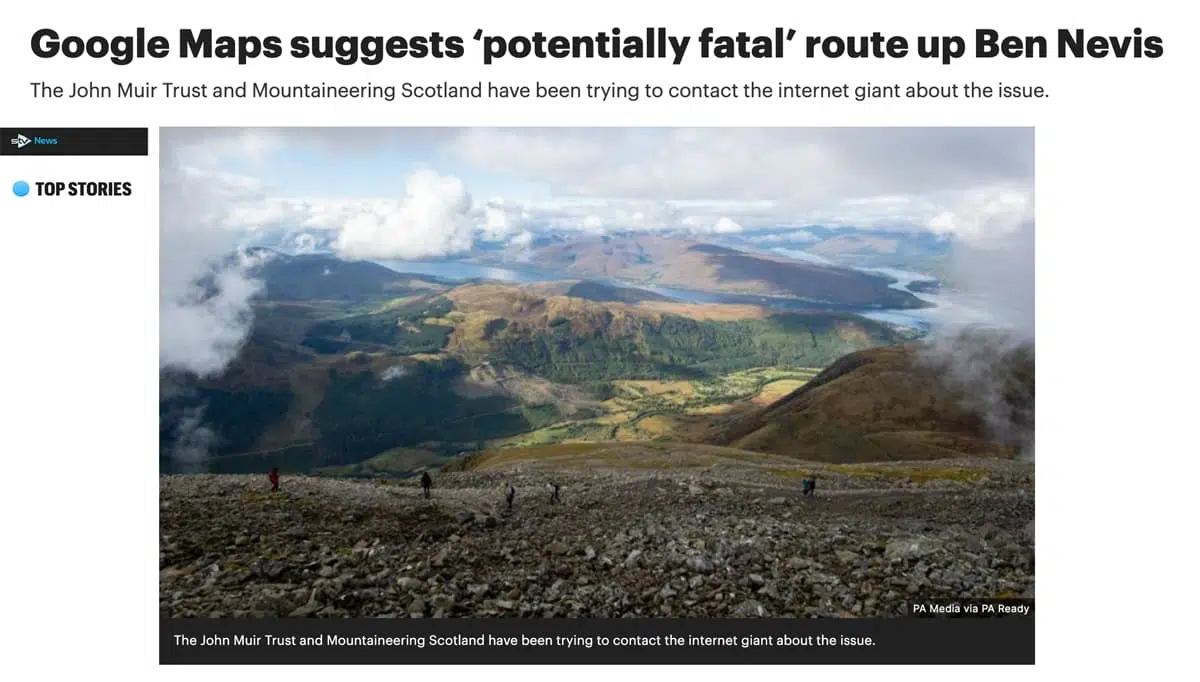 Google Maps suggests ‘potentially fatal’ route up Ben Nevis
The John Muir Trust and Mountaineering Scotland have been trying to contact the internet giant about the issue.
stv News
TOP STORIES
PA Media via PA Ready
The John Muir Trust and Mountaineering Scotland have been trying to contact the internet giant about the issue.